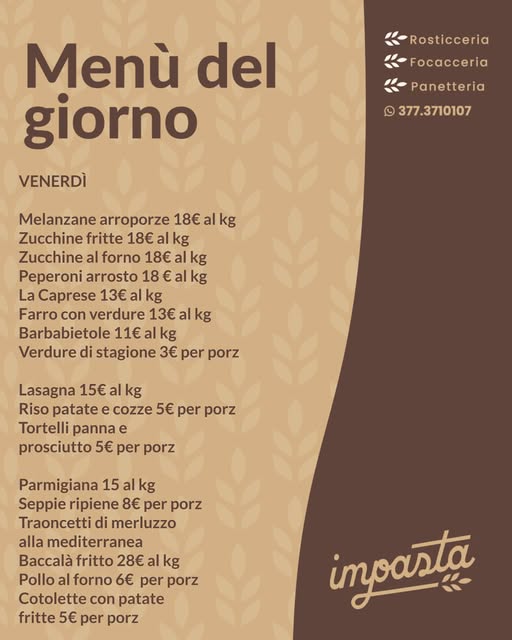 Menù del
giorno
VENERDÌ
Melanzane arroporze 18€ al kg
Zucchine fritte 18€ al kg
Zucchine al forno 18€ al kg
Peperoni arrosto 18 € al kg
La Caprese 13€ al kg
Farro con verdure 13€ al kg
Barbabietole 11€ al kg
Verdure di stagione 3€ per porz
Lasagna 15€ al kg
Riso patate e cozze 5€ per porz
Tortelli panna e
prosciutto 5€ per porz
Parmigiana 15 al kg
Seppie ripiene 8€ per porz
Traoncetti di merluzzo
alla mediterranea
Baccalà fritto 28€ al kg
Pollo al forno 6€  per porz
Cotolette con patate
fritte 5€ per porz
Rosticceria
Focacceria
Panetteria
377.3710107
impasta